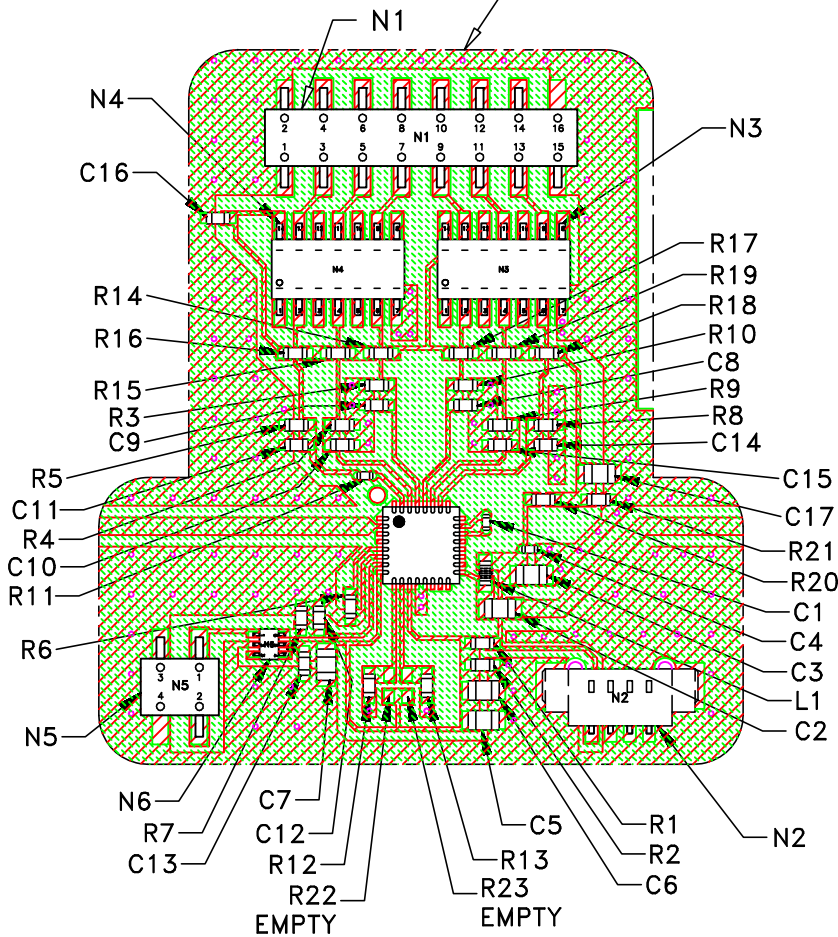 N1
N4
C16
N3
2 4 6 8 10 12 14 16
N1
1 3 5 7 9 11 13 15
N4
N3
R14
R16
R15
R3
C9
R5
C11
R4
C10
R11
R6
R17
R19
R18
R10
C8
R9
R8
C14
C15
C17
R21
R20
C1
C4
C3
L1
C2
3 1
N5
4 2
N2
N5
N6
R7
C13
C7
C12
R12
R22
EMPTY
C5
R13
R23
EMPTY
R1
R2
C6
N2